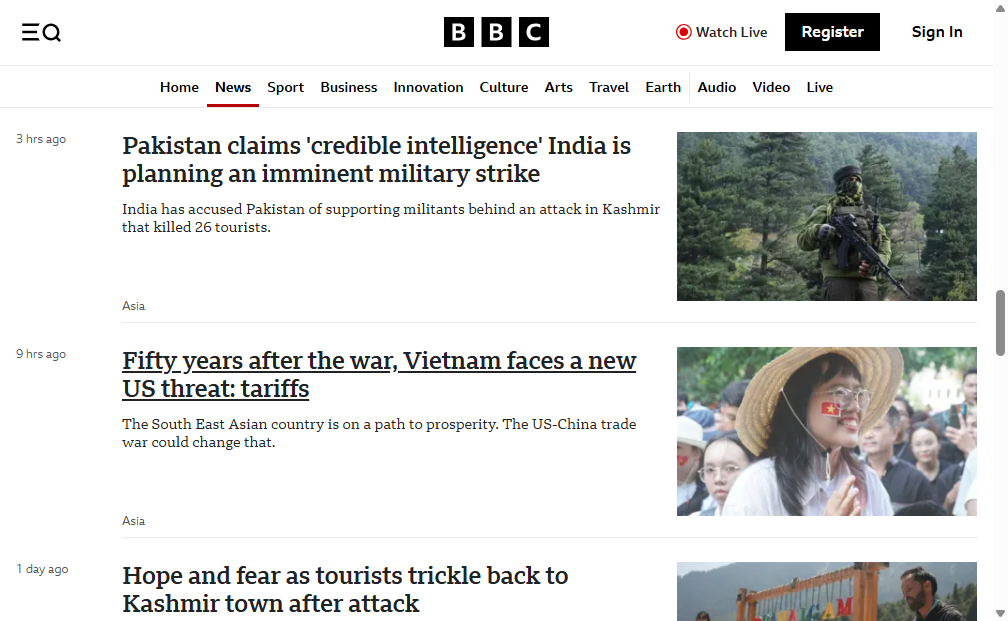 BBC
Watch Live
Register
Sign In
Home
News
Sport
Business
Innovation
Culture
Arts
Travel
Earth
Audio
Video
Live
3 hrs ago
Pakistan claims 'credible intelligence' India is
planning an imminent military strike
India has accused Pakistan of supporting militants behind an attack in Kashmir
that killed 26 tourists.
Asia
9 hrs ago
Fifty years after the war, Vietnam faces a new
US threat: tariffs
The South East Asian country is on a path to prosperity. The US-China trade
war could change that.
Asia
1 day ago
Hope and fear as tourists trickle back to
Kashmir town after attack